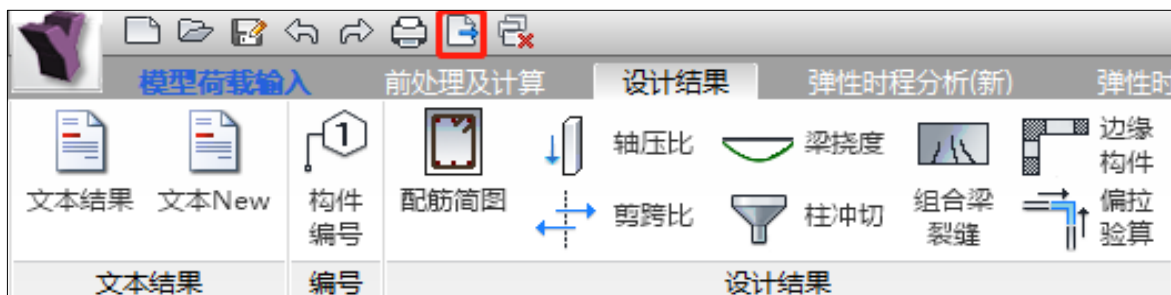 模型荷载输入 前处理及计算 设计结果 弹性时程分析(新) 弹性时
文本结果 文本New 构件编号 配筋简图 轴压比 剪跨比 梁挠度 柱冲切 组合梁裂缝 边缘构件 偏拉验算
文本结果 编号 设计结果